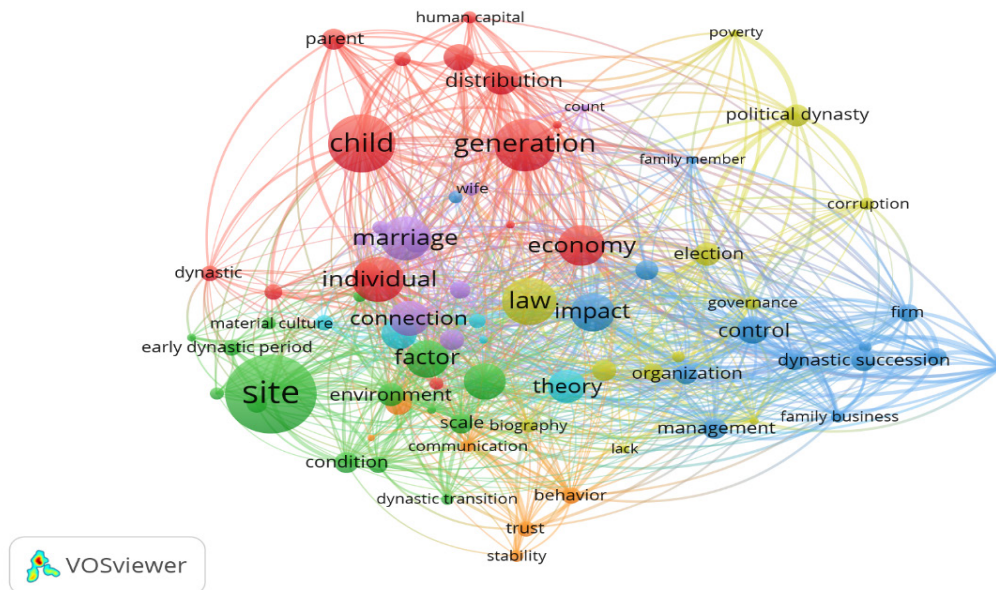 human capital
parent
poverty
distribution
count
political dynasty
child
generation
family member
wife
corruption
marriage
economy
election
dynastic
individual
law
impact
governance
firm
material culture
connection
control
early dynastic period
factor
dynastic succession
site
environment
theory
organization
family business
scale
biography
management
communication
lack
condition
behavior
dynastic transition
trust
stability
VOSviewer